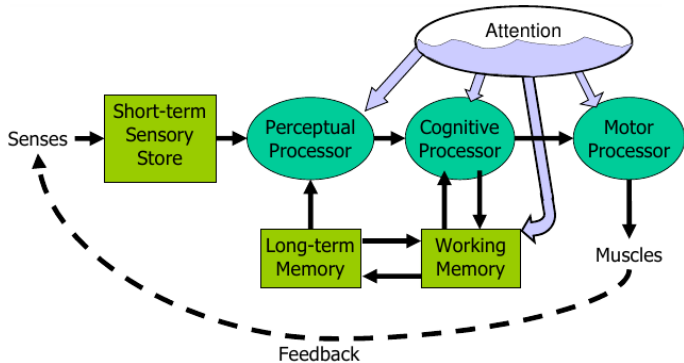 Attention
Senses
Short-term
Sensory
Store
Perceptual
Processor
Cognitive
Processor
Motor
Processor
Long-term
Memory
Working
Memory
Muscles
Feedback